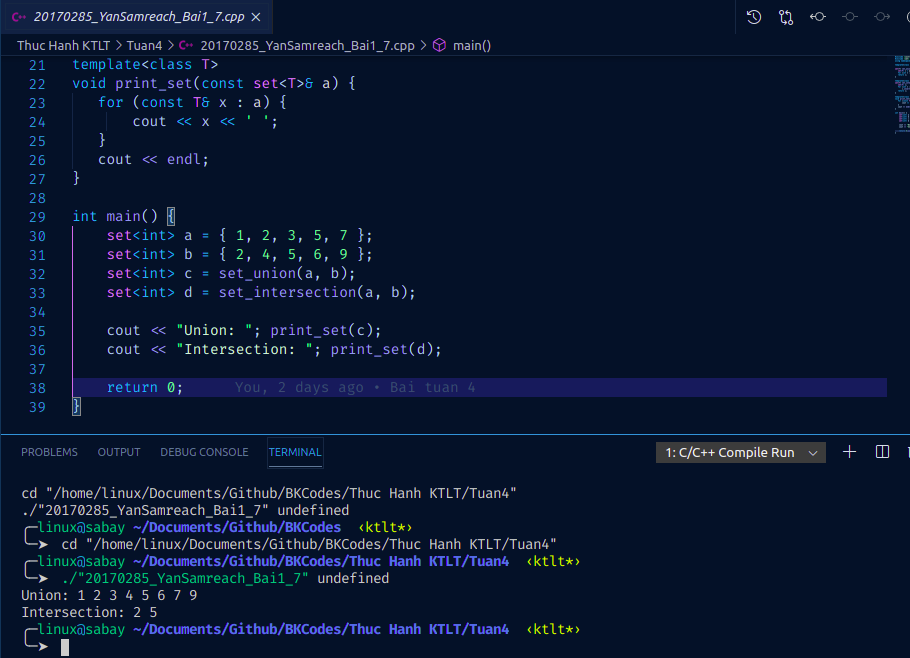 20170285_YanSamreach_Bai1_7.cpp
Thuc Hanh KTLT > Tuan4 > 20170285_YanSamreach_Bai1_7.cpp > main()
21 template<class T>
22 void print_set(const set<T>& a) {
23 for (const T& x : a) {
24 cout << x << ' ';
25 }
26 cout << endl;
27 }
28
29 int main() {
30 set<int> a = { 1, 2, 3, 5, 7 };
31 set<int> b = { 2, 4, 5, 6, 9 };
32 set<int> c = set_union(a, b);
33 set<int> d = set_intersection(a, b);
34
35 cout << "Union: "; print_set(c);
36 cout << "Intersection: "; print_set(d);
37
38 return 0; You, 2 days ago • Bai tuan 4
39 }
PROBLEMS OUTPUT DEBUG CONSOLE TERMINAL 1: C/C++ Compile Run
cd "/home/linux/Documents/Github/BKCodes/Thuc Hanh KTLT/Tuan4"
./"20170285_YanSamreach_Bai1_7" undefined
linux@sabay ~/Documents/Github/BKCodes ‹ktlt*›
cd "/home/linux/Documents/Github/BKCodes/Thuc Hanh KTLT/Tuan4"
linux@sabay ~/Documents/Github/BKCodes/Thuc Hanh KTLT/Tuan4 ‹ktlt*›
./"20170285_YanSamreach_Bai1_7" undefined
Union: 1 2 3 4 5 6 7 9
Intersection: 2 5
linux@sabay ~/Documents/Github/BKCodes/Thuc Hanh KTLT/Tuan4 ‹ktlt*›